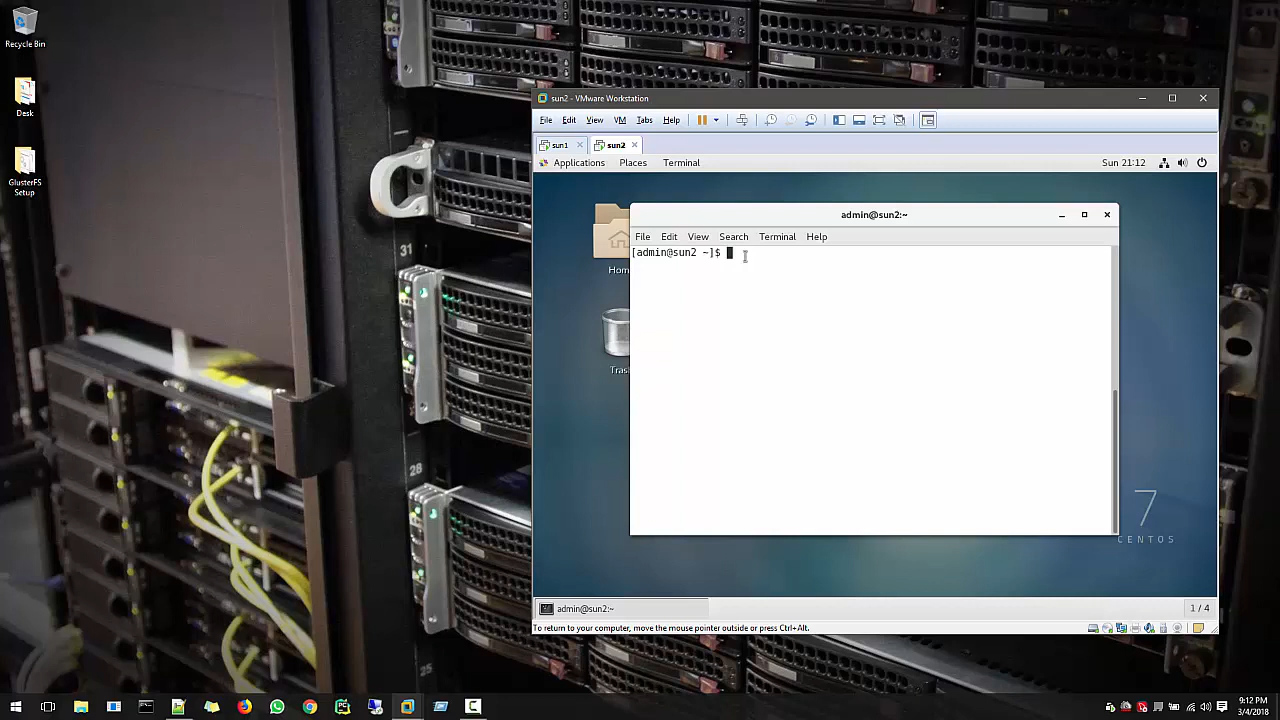 Recycle Bin
Desk
GlusterFS
Setup
31
28
25
sun2 - VMware Workstation
File Edit View VM Tabs Help
sun1 sun2
Applications Places Terminal Sun 21:12
admin@sun2:~
File Edit View Search Terminal Help
[admin@sun2 ~]$
Hom
Tras
7
CENTOS
admin@sun2:~ 1 / 4
To return to your computer, move the mouse pointer outside or press Ctrl+Alt.
9:12 PM
3/4/2018